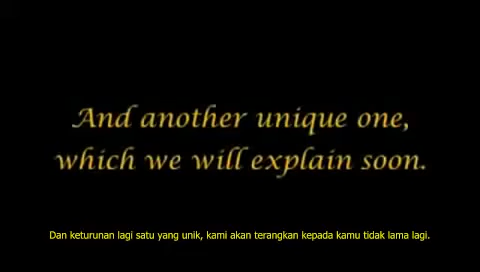 And another unique one,
which we will explain soon.
Dan keturunan lagi satu yang unik, kami akan terangkan kepada kamu tidak lama lagi.